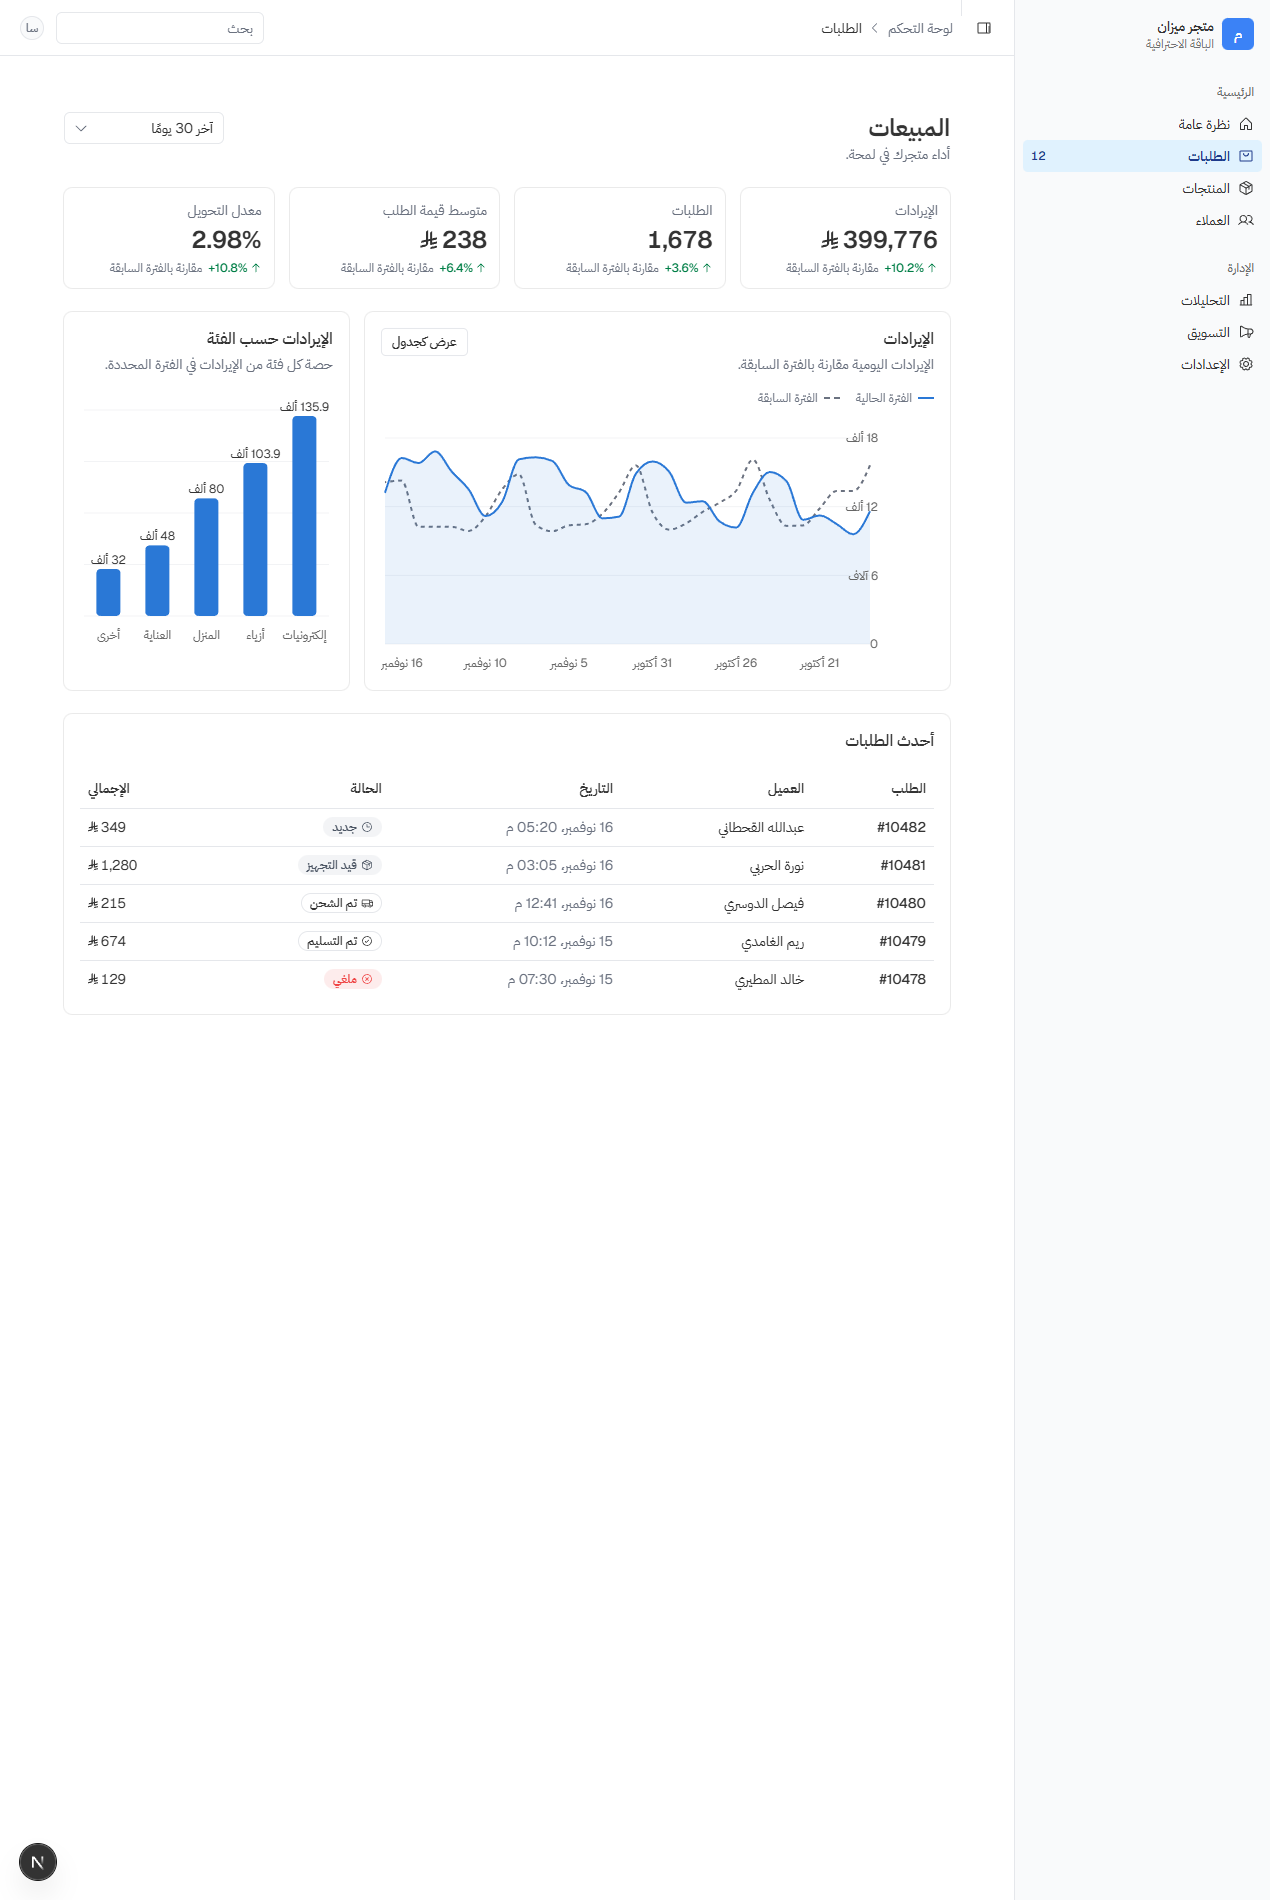 متجر ميزان
الباقة الاحترافية
الرئيسية
نظرة عامة
الطلبات 12
المنتجات
العملاء
الإدارة
التحليلات
التسويق
الإعدادات
لوحة التحكم
الطلبات
بحث
سا
المبيعات
أداء متجرك في لمحة.
آخر 30 يومًا
الإيرادات
399,776
+10.2% مقارنة بالفترة السابقة
الطلبات
1,678
+3.6% مقارنة بالفترة السابقة
متوسط قيمة الطلب
238
+6.4% مقارنة بالفترة السابقة
معدل التحويل
2.98%
+10.8% مقارنة بالفترة السابقة
الإيرادات
الإيرادات اليومية مقارنة بالفترة السابقة.
عرض كجدول
الفترة الحالية
الفترة السابقة
18 ألف
12 ألف
6 آلاف
0
21 أكتوبر
26 أكتوبر
31 أكتوبر
5 نوفمبر
10 نوفمبر
16 نوفمبر
الإيرادات حسب الفئة
حصة كل فئة من الإيرادات في الفترة المحددة.
135.9 ألف
103.9 ألف
80 ألف
48 ألف
32 ألف
إلكترونيات
أزياء
المنزل
العناية
أخرى
أحدث الطلبات
الطلب العميل التاريخ الحالة الإجمالي
#10482 عبدالله القحطاني 16 نوفمبر، 05:20 م جديد 349
#10481 نورة الحربي 16 نوفمبر، 03:05 م قيد التجهيز 1,280
#10480 فيصل الدوسري 16 نوفمبر، 12:41 م تم الشحن 215
#10479 ريم الغامدي 15 نوفمبر، 10:12 م تم التسليم 674
#10478 خالد المطيري 15 نوفمبر، 07:30 م ملغي 129
م
N